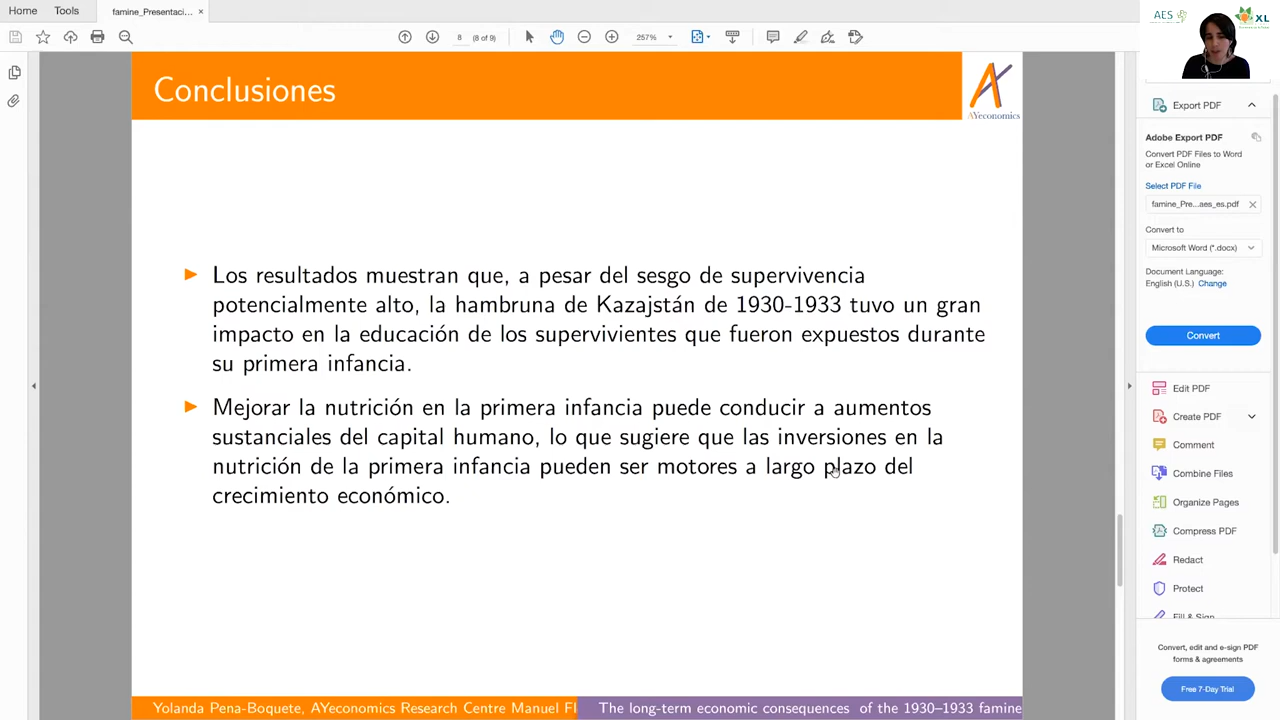 Home
Tools
famine_Presentaci...
×
AES
XL
8
(8 of 9)
257%
Conclusiones
AYeconomics
Los resultados muestran que, a pesar del sesgo de supervivencia
potencialmente alto, la hambruna de Kazajstán de 1930-1933 tuvo un gran
impacto en la educación de los supervivientes que fueron expuestos durante
su primera infancia.
Mejorar la nutrición en la primera infancia puede conducir a aumentos
sustanciales del capital humano, lo que sugiere que las inversiones en la
nutrición de la primera infancia pueden ser motores a largo plazo del
crecimiento económico.
Yolanda Pena-Boquete, AYeconomics Research Centre Manuel Fl
The long-term economic consequences of the 1930–1933 famine
Export PDF
Adobe Export PDF
Convert PDF Files to Word
or Excel Online
Select PDF File
famine_Pre...aes_es.pdf
Convert to
Microsoft Word (*.docx)
Document Language:
English (U.S.) Change
Convert
Edit PDF
Create PDF
Comment
Combine Files
Organize Pages
Compress PDF
Redact
Protect
Fill & Sign
Convert, edit and e-sign PDF
forms & agreements
Free 7-Day Trial